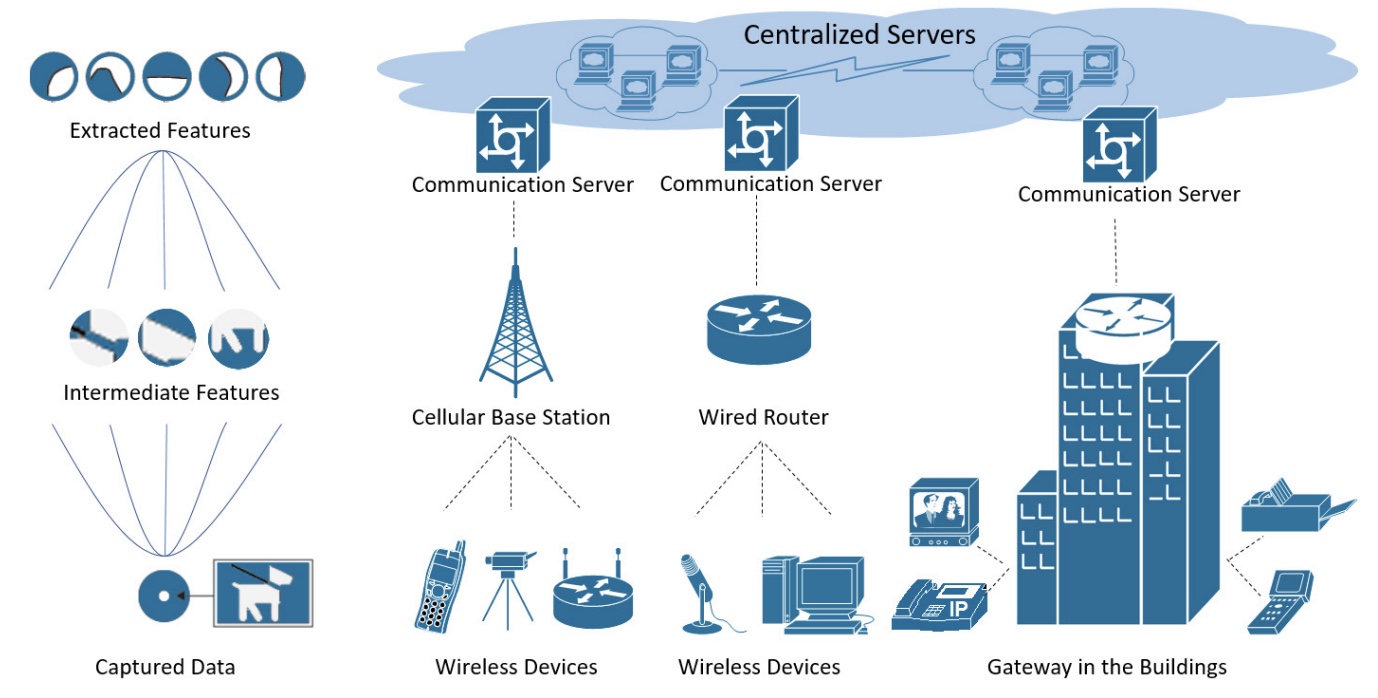 Centralized Servers
Extracted Features
Communication Server
Communication Server
Communication Server
Intermediate Features
Cellular Base Station
Wired Router
IP
Captured Data
Wireless Devices
Wireless Devices
Gateway in the Buildings